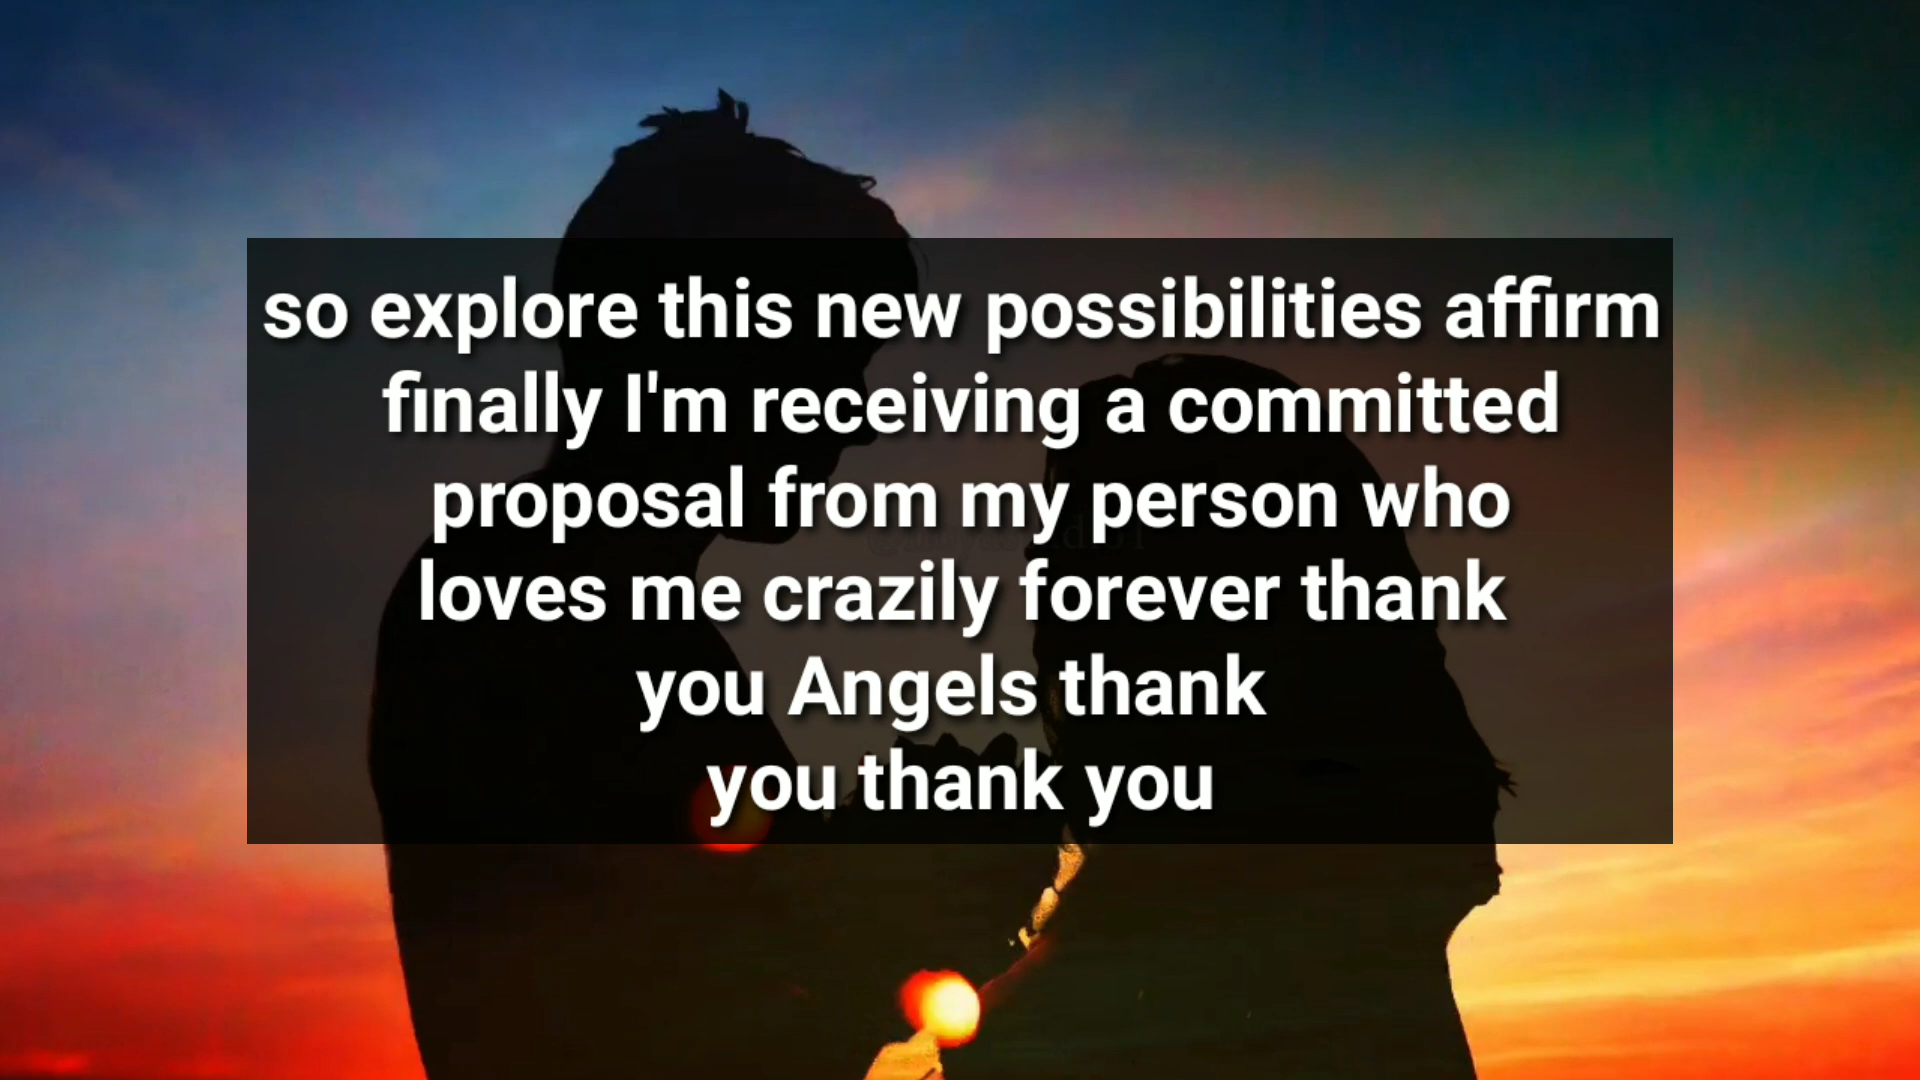 so explore this new possibilities affirm
finally I'm receiving a committed
proposal from my person who
loves me crazily forever thank
you Angels thank
you thank you